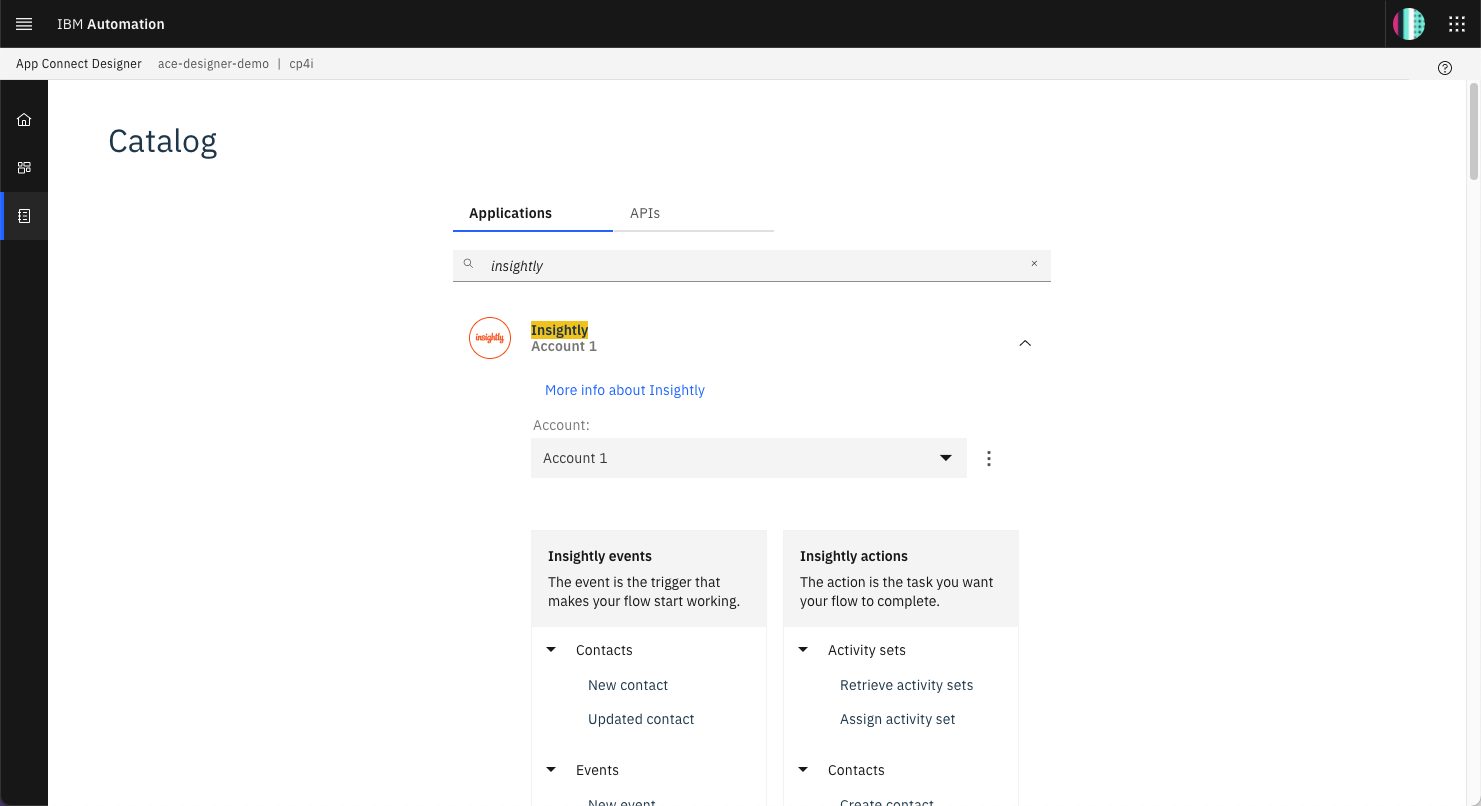 IBM Automation
App Connect Designer ace-designer-demo | cp4i
Catalog
Applications APIs
insightly
insightly
Insightly
Account 1
More info about Insightly
Account:
Account 1
Insightly events
The event is the trigger that
makes your flow start working.
Contacts
New contact
Updated contact
Events
New event
Insightly actions
The action is the task you want
your flow to complete.
Activity sets
Retrieve activity sets
Assign activity set
Contacts
Create contact